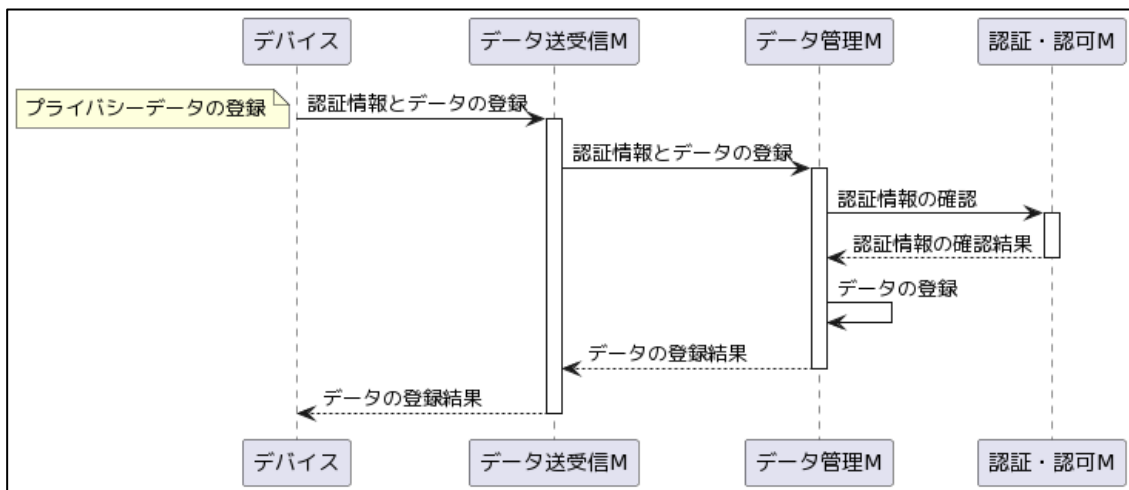 デバイス
データ送受信M
データ管理M
認証・認可M
プライバシーデータの登録
認証情報とデータの登録
認証情報とデータの登録
認証情報の確認
認証情報の確認結果
データの登録
データの登録結果
データの登録結果
デバイス
データ送受信M
データ管理M
認証・認可M